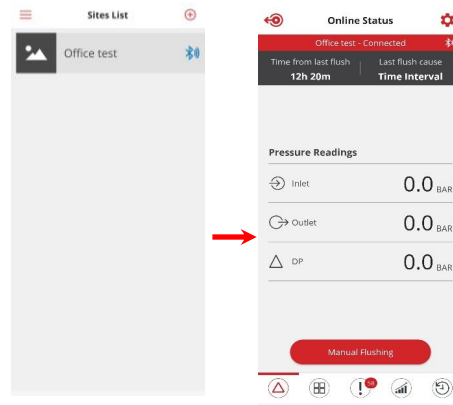 Sites List
Office test
Online Status
Office test - Connected
Time from last flush
12h 20m
Last flush cause
Time Interval
Pressure Readings
Inlet 0.0 BAR
Outlet 0.0 BAR
DP 0.0 BAR
Manual Flushing
58